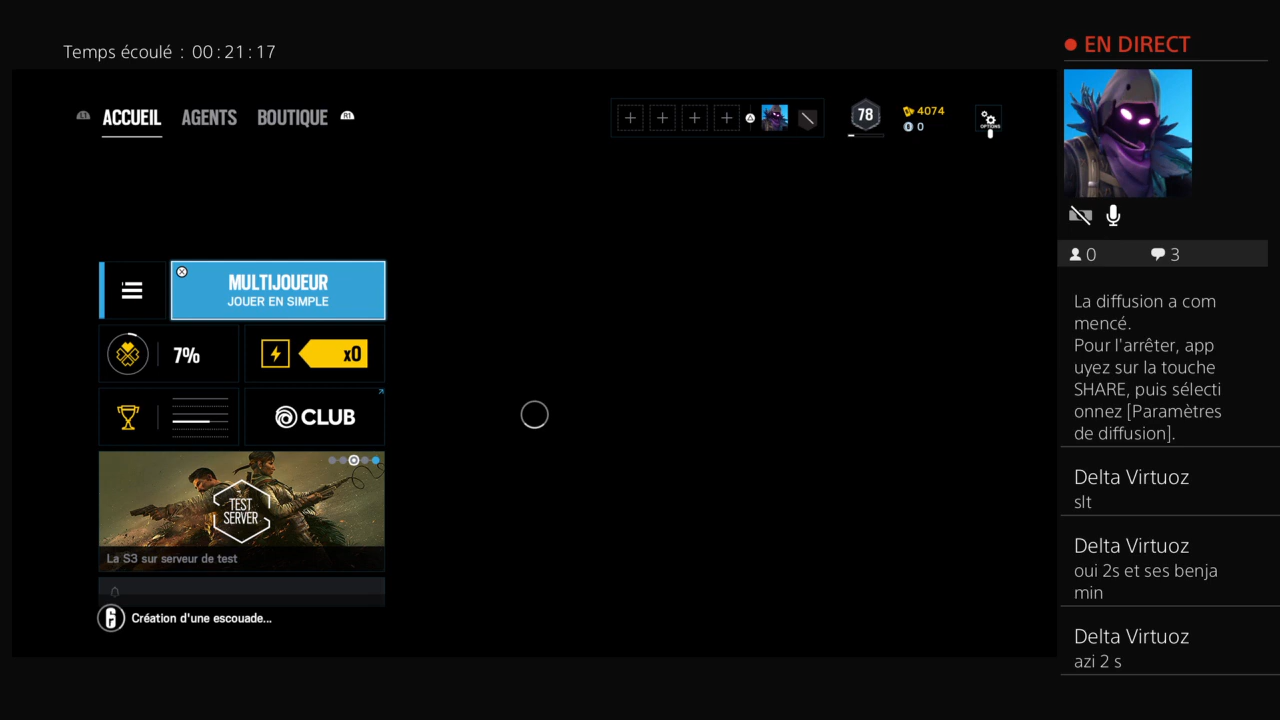 Temps écoulé : 00:21:17
EN DIRECT
L1 ACCUEIL AGENTS BOUTIQUE R1
78
4074
0
OPTIONS
MULTIJOUEUR
JOUER EN SIMPLE
7%
x0
CLUB
TEST
SERVER
La S3 sur serveur de test
Création d'une escouade...
0 3
La diffusion a com
mencé.
Pour l'arrêter, app
uyez sur la touche
SHARE, puis sélecti
onnez [Paramètres
de diffusion].
Delta Virtuoz
slt
Delta Virtuoz
oui 2s et ses benja
min
Delta Virtuoz
azi 2 s